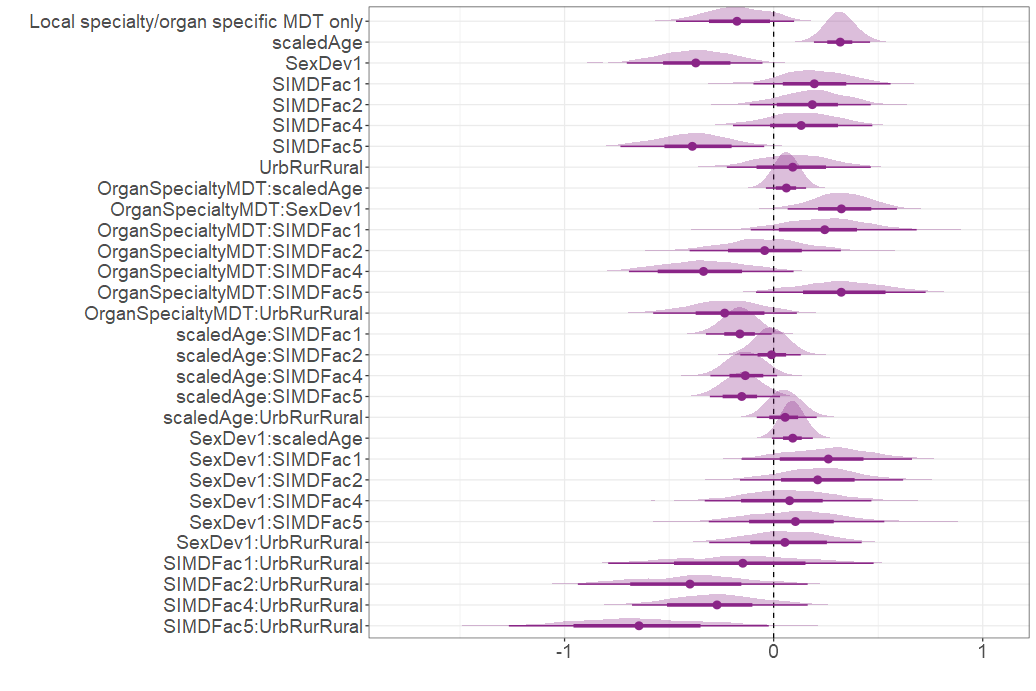 Local specialty/organ specific MDT only
scaledAge
SexDev1
SIMDFac1
SIMDFac2
SIMDFac4
SIMDFac5
UrbRurRural
OrganSpecialtyMDT:scaledAge
OrganSpecialtyMDT:SexDev1
OrganSpecialtyMDT:SIMDFac1
OrganSpecialtyMDT:SIMDFac2
OrganSpecialtyMDT:SIMDFac4
OrganSpecialtyMDT:SIMDFac5
OrganSpecialtyMDT:UrbRurRural
scaledAge:SIMDFac1
scaledAge:SIMDFac2
scaledAge:SIMDFac4
scaledAge:SIMDFac5
scaledAge:UrbRurRural
SexDev1:scaledAge
SexDev1:SIMDFac1
SexDev1:SIMDFac2
SexDev1:SIMDFac4
SexDev1:SIMDFac5
SexDev1:UrbRurRural
SIMDFac1:UrbRurRural
SIMDFac2:UrbRurRural
SIMDFac4:UrbRurRural
SIMDFac5:UrbRurRural
-1 0 1